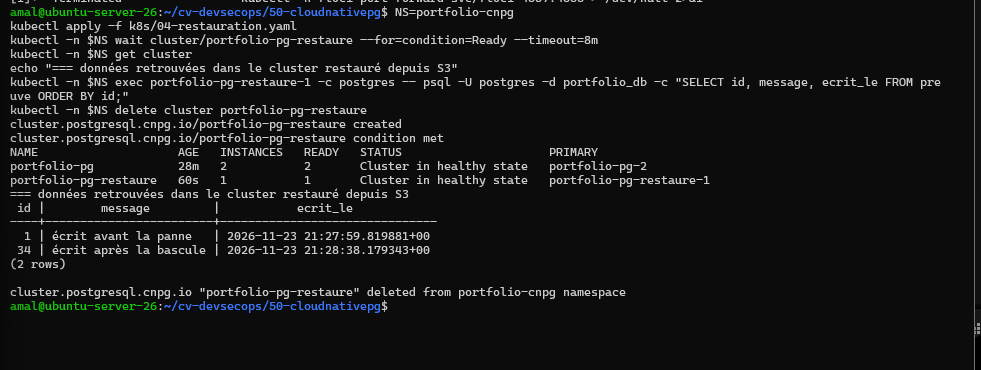 amal@ubuntu-server-26:~/cv-devsecops/50-cloudnativepg$ NS=portfolio-cnpg
kubectl apply -f k8s/04-restauration.yaml
kubectl -n $NS wait cluster/portfolio-pg-restaure --for=condition=Ready --timeout=8m
kubectl -n $NS get cluster
echo "=== données retrouvées dans le cluster restauré depuis S3"
kubectl -n $NS exec portfolio-pg-restaure-1 -c postgres -- psql -U postgres -d portfolio_db -c "SELECT id, message, ecrit_le FROM pre
uve ORDER BY id;"
kubectl -n $NS delete cluster portfolio-pg-restaure
cluster.postgresql.cnpg.io/portfolio-pg-restaure created
cluster.postgresql.cnpg.io/portfolio-pg-restaure condition met
NAME                    AGE   INSTANCES   READY   STATUS                     PRIMARY
portfolio-pg            28m   2           2       Cluster in healthy state   portfolio-pg-2
portfolio-pg-restaure   60s   1           1       Cluster in healthy state   portfolio-pg-restaure-1
=== données retrouvées dans le cluster restauré depuis S3
 id |        message        |           ecrit_le
----+-----------------------+-------------------------------
  1 | écrit avant la panne  | 2026-11-23 21:27:59.819881+00
 34 | écrit après la bascule | 2026-11-23 21:28:38.179343+00
(2 rows)
cluster.postgresql.cnpg.io "portfolio-pg-restaure" deleted from portfolio-cnpg namespace
amal@ubuntu-server-26:~/cv-devsecops/50-cloudnativepg$